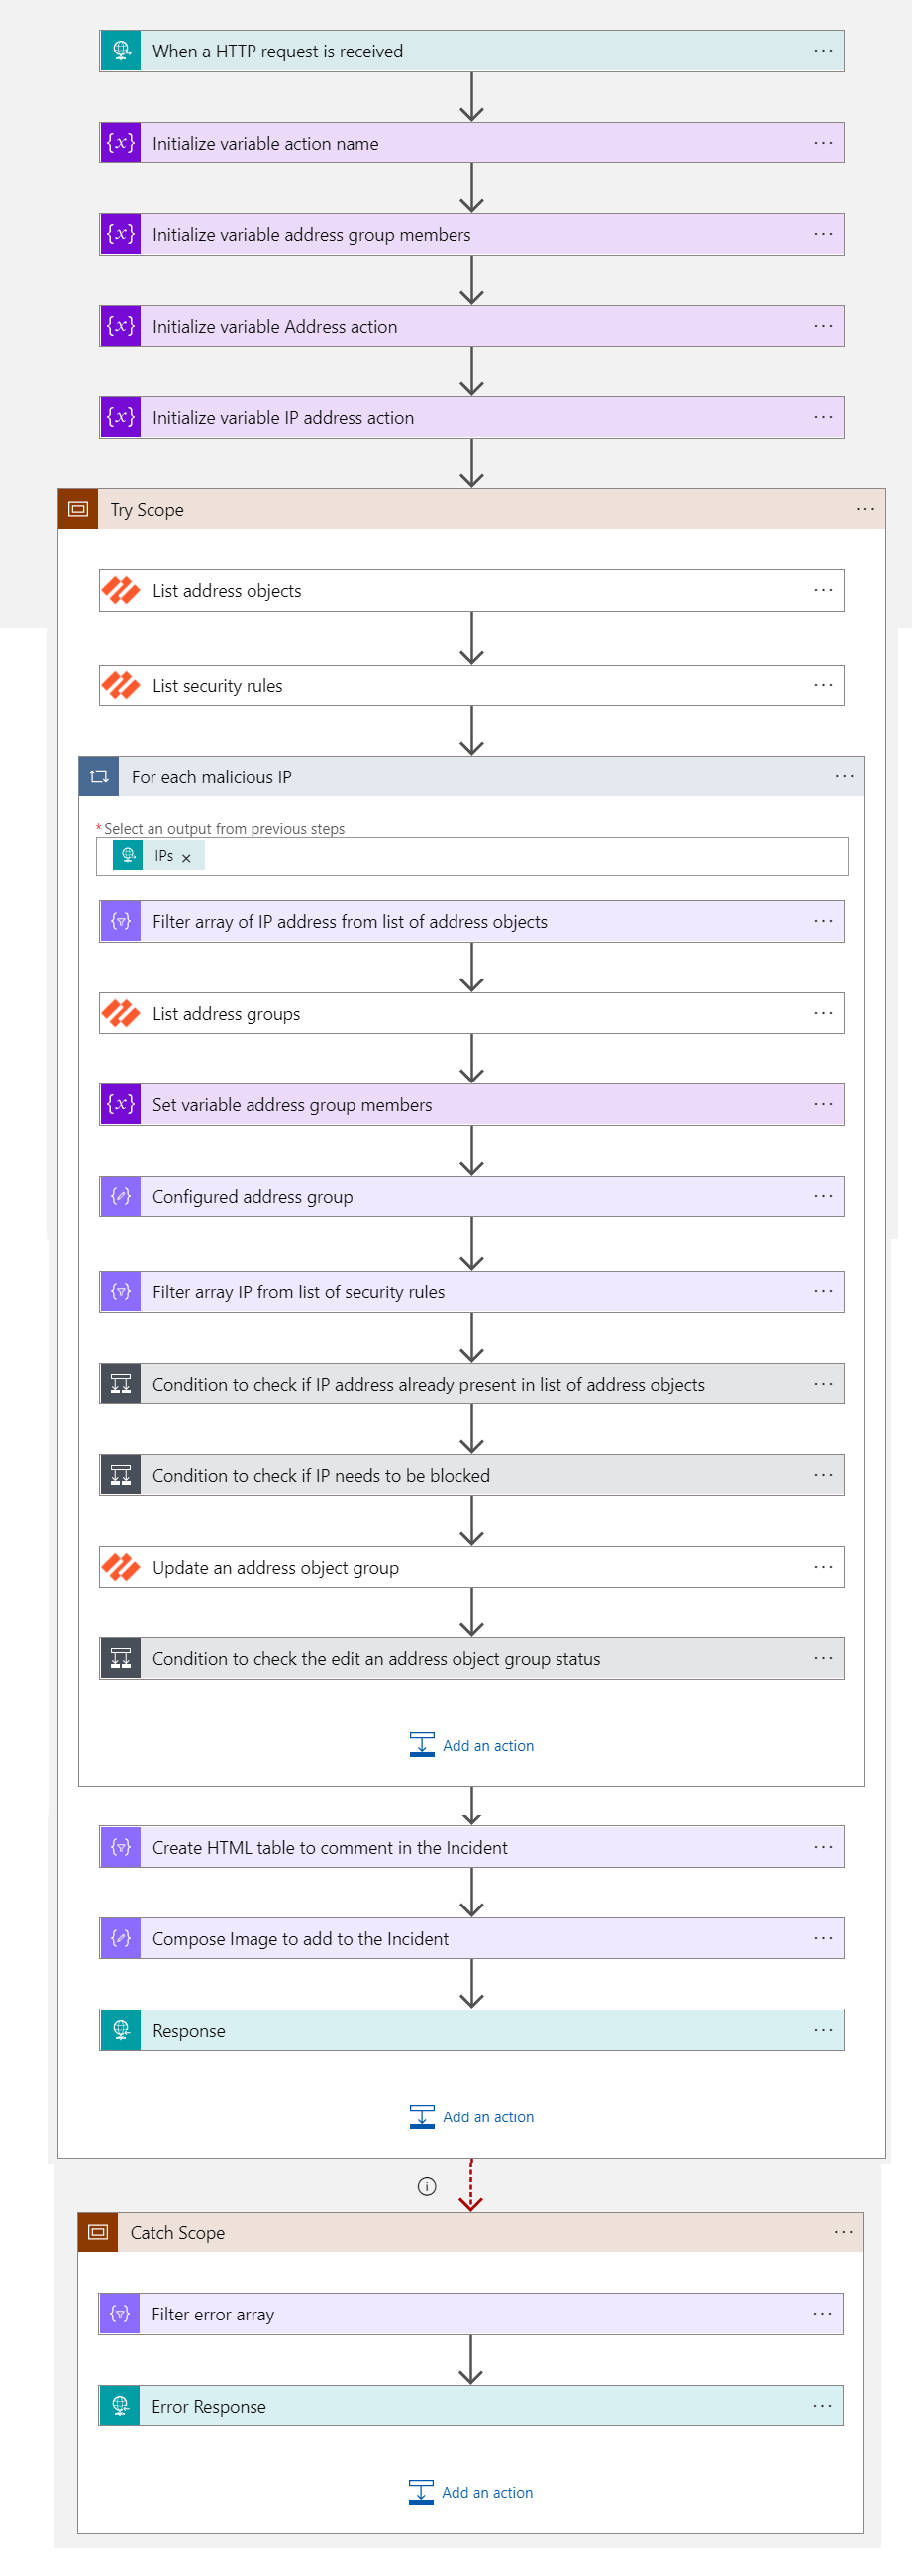 When a HTTP request is received
{x} Initialize variable action name
{x} Initialize variable address group members
{x} Initialize variable Address action
{x} Initialize variable IP address action
Try Scope
List address objects
List security rules
For each malicious IP
* Select an output from previous steps
IPs ×
Filter array of IP address from list of address objects
List address groups
{x} Set variable address group members
Configured address group
Filter array IP from list of security rules
Condition to check if IP address already present in list of address objects
Condition to check if IP needs to be blocked
Update an address object group
Condition to check the edit an address object group status
Add an action
Create HTML table to comment in the Incident
Compose Image to add to the Incident
Response
Add an action
Catch Scope
Filter error array
Error Response
Add an action